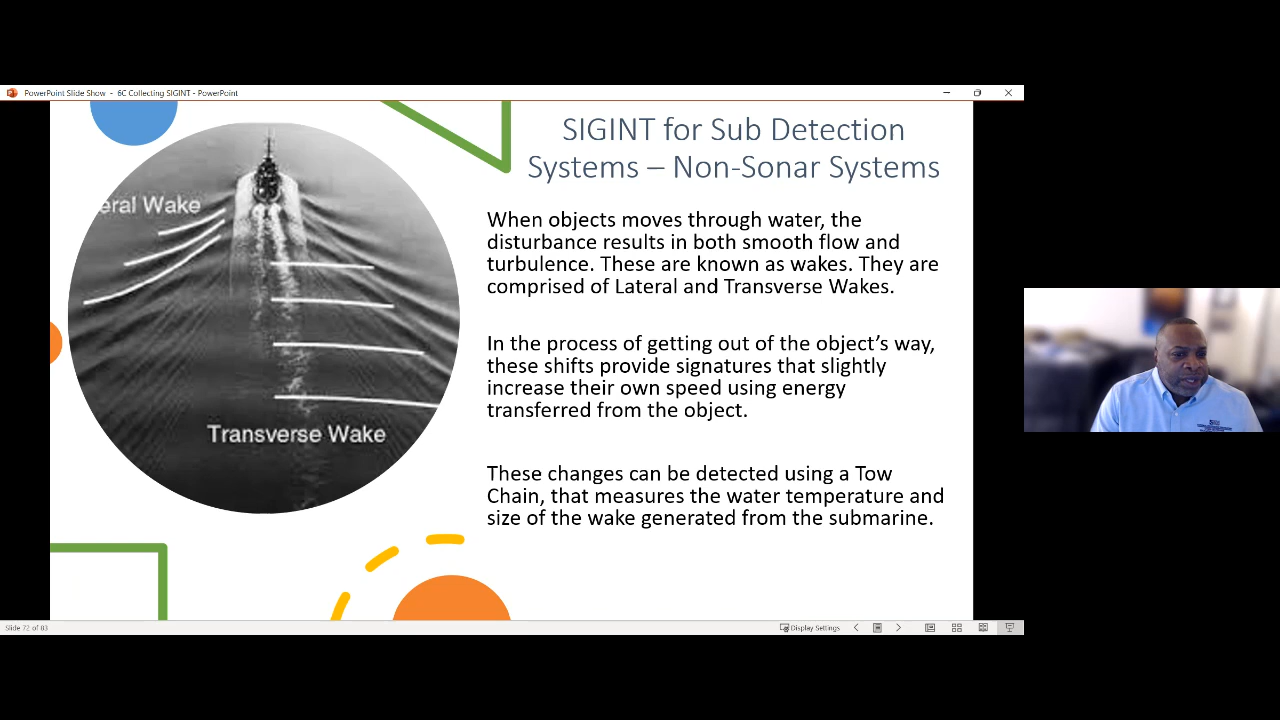 PowerPoint Slide Show - 6C Collecting SIGINT - PowerPoint
SIGINT for Sub Detection
Systems – Non-Sonar Systems
eral Wake
Transverse Wake
When objects moves through water, the
disturbance results in both smooth flow and
turbulence. These are known as wakes. They are
comprised of Lateral and Transverse Wakes.
In the process of getting out of the object’s way,
these shifts provide signatures that slightly
increase their own speed using energy
transferred from the object.
These changes can be detected using a Tow
Chain, that measures the water temperature and
size of the wake generated from the submarine.
Slide 72 of 83
Display Settings